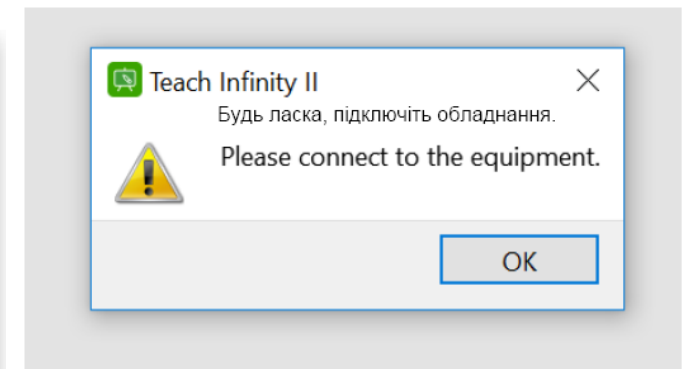 Teach Infinity II
Будь ласка, підключіть обладнання.
Please connect to the equipment.
OK